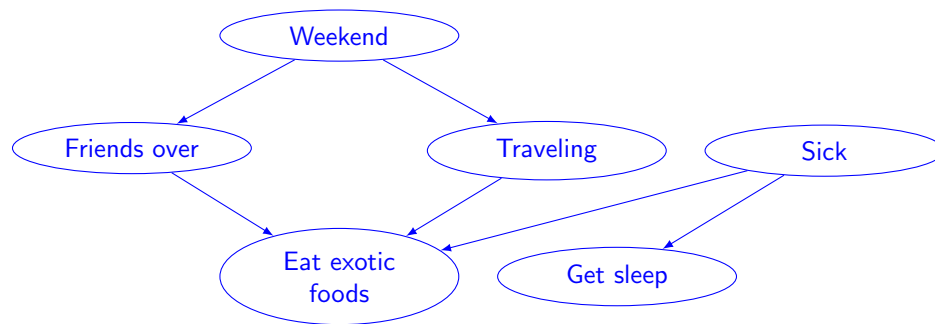 Weekend
Friends over
Traveling
Sick
Eat exotic
foods
Get sleep